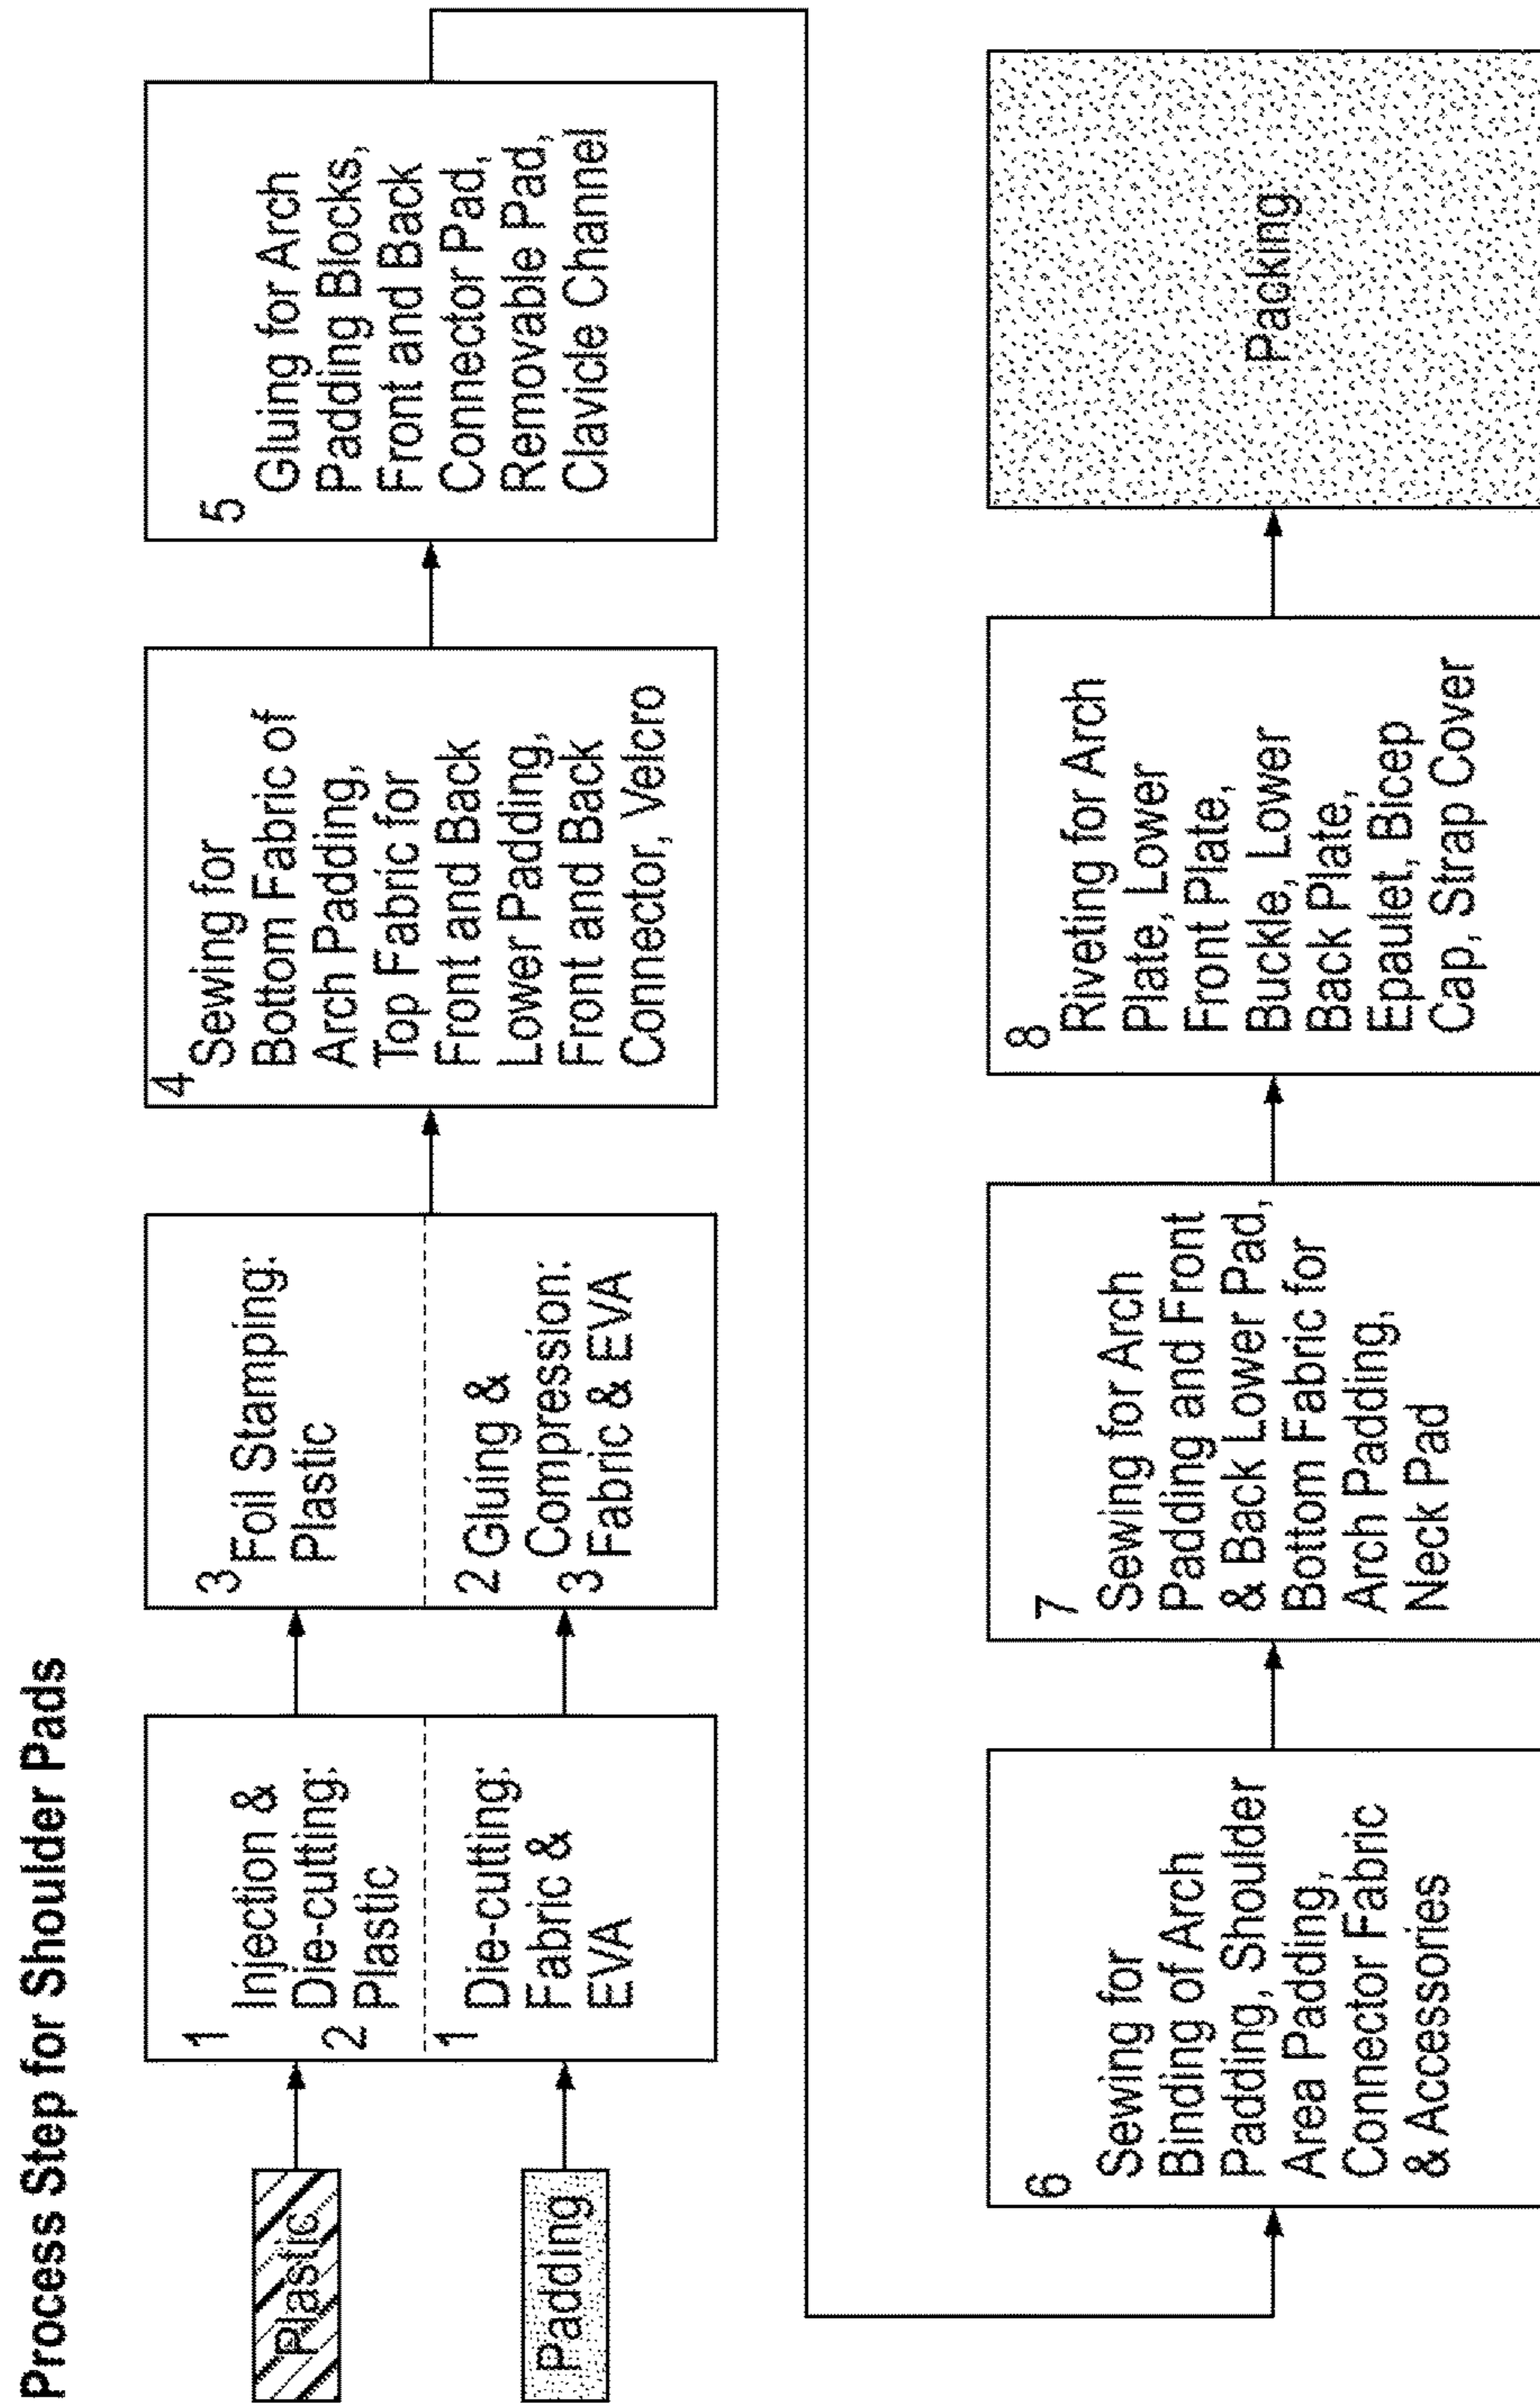 Process Step for Shoulder Pads
Plastic
Padding
1
Injection &
Die-cutting:
2
Plastic
1
Die-cutting:
Fabric &
EVA
3
Foil Stamping:
Plastic
2 Gluing &
Compression:
3 Fabric & EVA
4
Sewing for
Bottom Fabric of
Arch Padding,
Top Fabric for
Front and Back
Lower Padding,
Front and Back
Connector, Velcro
5
Gluing for Arch
Padding Blocks,
Front and Back
Connector Pad,
Removable Pad,
Clavicle Channel
6
Sewing for
Binding of Arch
Padding, Shoulder
Area Padding,
Connector Fabric
& Accessories
7
Sewing for Arch
Padding and Front
& Back Lower Pad,
Bottom Fabric for
Arch Padding,
Neck Pad
8
Riveting for Arch
Plate, Lower
Front Plate,
Buckle, Lower
Back Plate,
Epaulet, Bicep
Cap, Strap Cover
Packing